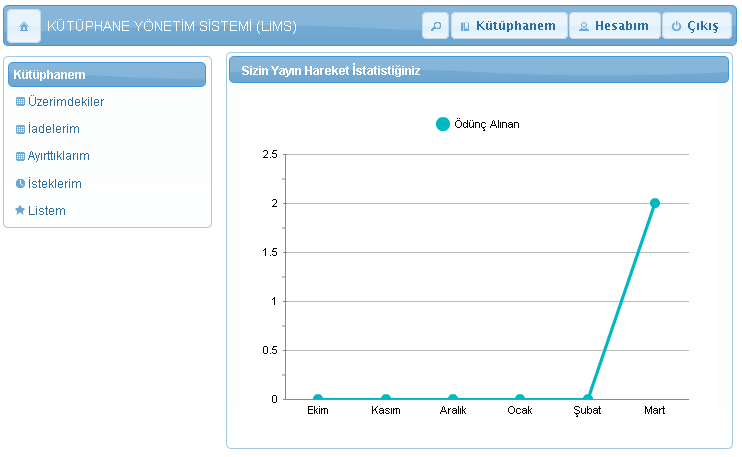 KÜTÜPHANE YÖNETİM SİSTEMİ (LiMS)
Kütüphanem
Hesabım
Çıkış
Kütüphanem
Üzerimdekiler
İadelerim
Ayırttıklarım
İsteklerim
Listem
Sizin Yayın Hareket İstatistiğiniz
Ödünç Alınan
2.5
2
1.5
1
0.5
0
Ekim Kasım Aralık Ocak Şubat Mart